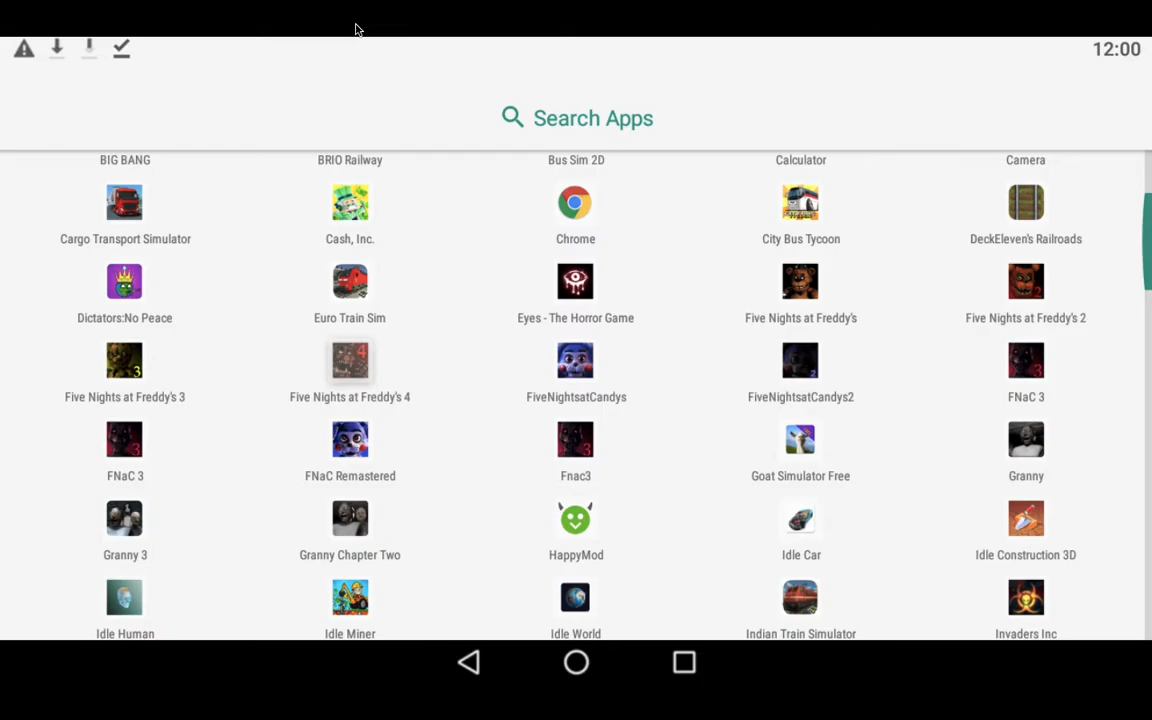 12:00
Search Apps
BIG BANG
BRIO Railway
Bus Sim 2D
Calculator
Camera
Cargo Transport Simulator
Cash, Inc.
Chrome
City Bus Tycoon
DeckEleven's Railroads
Dictators:No Peace
Euro Train Sim
Eyes - The Horror Game
Five Nights at Freddy's
Five Nights at Freddy's 2
Five Nights at Freddy's 3
Five Nights at Freddy's 4
FiveNightsatCandys
FiveNightsatCandys2
FNaC 3
FNaC 3
FNaC Remastered
Fnac3
Goat Simulator Free
Granny
Granny 3
Granny Chapter Two
HappyMod
Idle Car
Idle Construction 3D
Idle Human
Idle Miner
Idle World
Indian Train Simulator
Invaders Inc